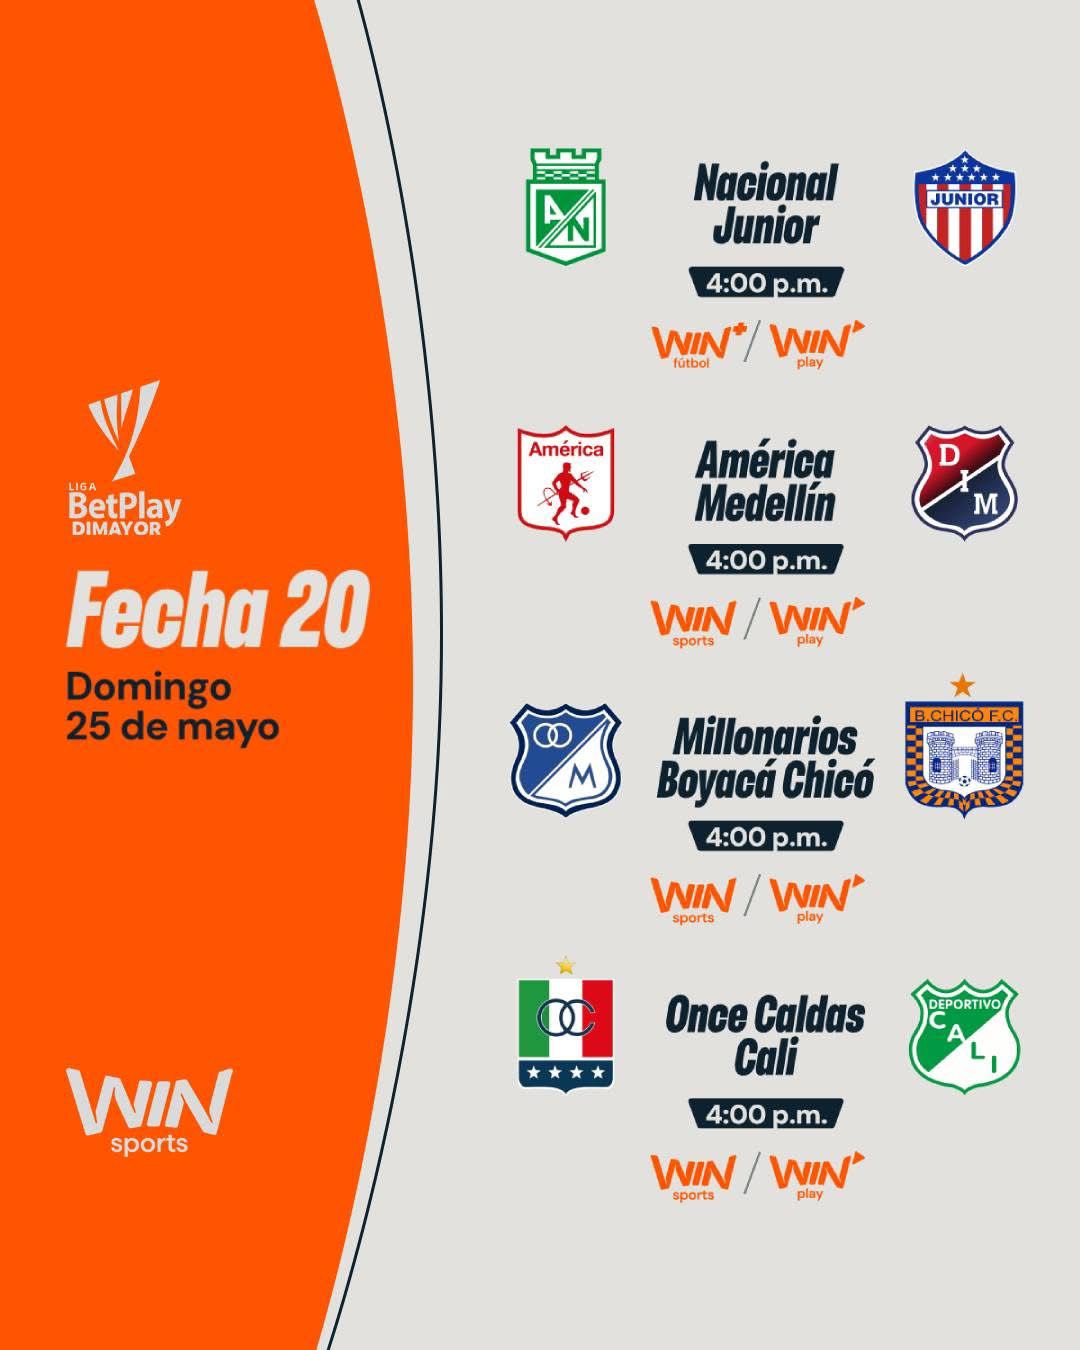 LIGA
BetPlay
DIMAYOR
Fecha 20
Domingo
25 de mayo
WIN
sports
AN
Nacional
Junior
JUNIOR
4:00 p.m.
WIN+ / WIN
fútbol play
América
América
Medellín
DIM
4:00 p.m.
WIN / WIN
sports play
M
Millonarios
Boyacá Chicó
B.CHICÓ F.C.
4:00 p.m.
WIN / WIN
sports play
OC
Once Caldas
Cali
DEPORTIVO
CALI
4:00 p.m.
WIN / WIN
sports play